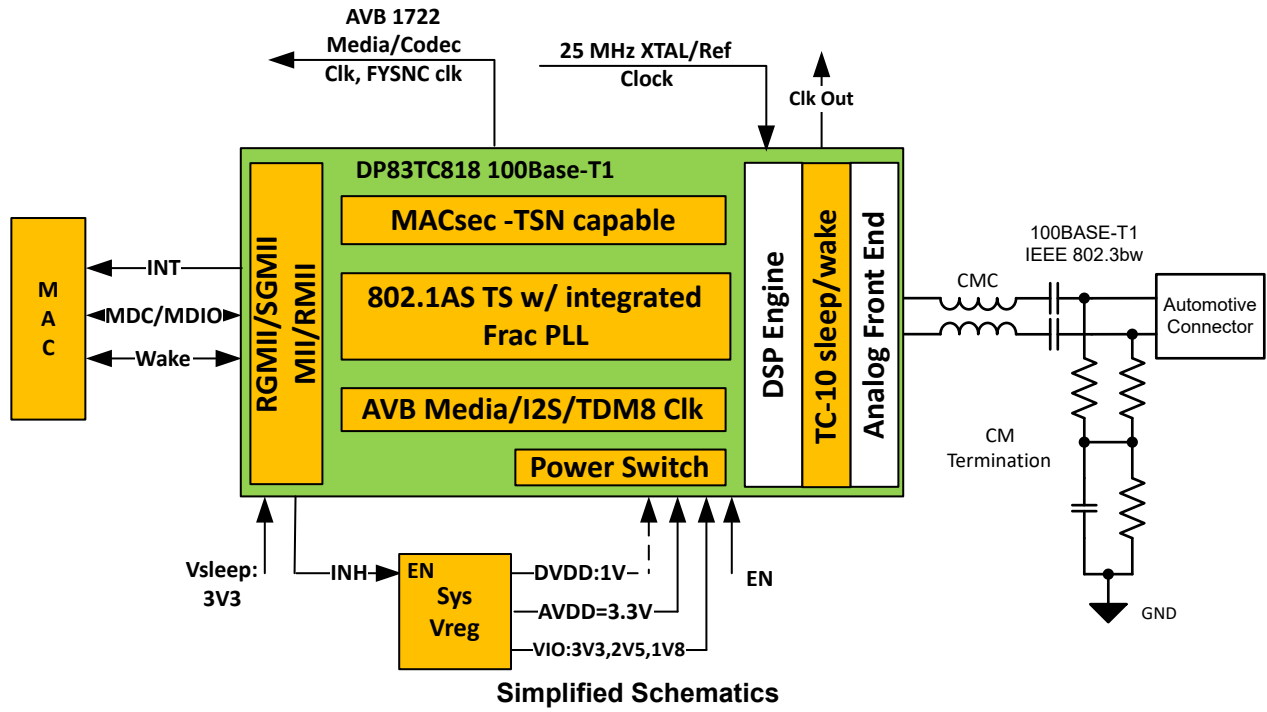 AVB 1722
Media/Codec
Clk, FYSNC clk
25 MHz XTAL/Ref
Clock
Clk Out
DP83TC818 100Base-T1
MAC
INT
MDC/MDIO
Wake
RGMII/SGMII
MII/RMII
MACsec -TSN capable
802.1AS TS w/ integrated
Frac PLL
AVB Media/I2S/TDM8 Clk
Power Switch
DSP Engine
TC-10 sleep/wake
Analog Front End
CMC
100BASE-T1
IEEE 802.3bw
Automotive
Connector
CM
Termination
GND
Vsleep:
3V3
INH
EN
Sys
Vreg
DVDD:1V
AVDD=3.3V
VIO:3V3,2V5,1V8
EN
Simplified Schematics